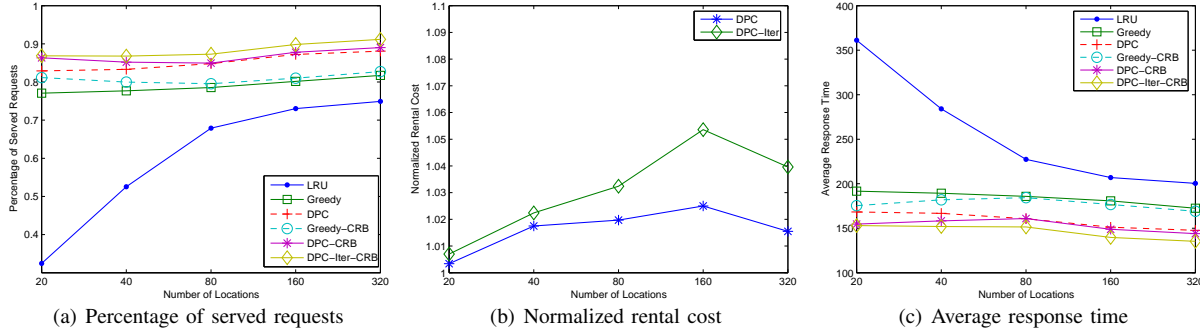 1
0.9
0.8
0.7
0.6
0.5
0.4
20 40 80 160 320
Number of Locations
Percentage of Served Requests
LRU
Greedy
DPC
Greedy-CRB
DPC-CRB
DPC-Iter-CRB
(a) Percentage of served requests
1.1
1.09
1.08
1.07
1.06
1.05
1.04
1.03
1.02
1.01
1
20 40 80 160 320
Number of Locations
Normalized Rental Cost
DPC
DPC-Iter
(b) Normalized rental cost
400
350
300
250
200
150
100
20 40 80 160 320
Number of Locations
Average Response Time
LRU
Greedy
DPC
Greedy-CRB
DPC-CRB
DPC-Iter-CRB
(c) Average response time